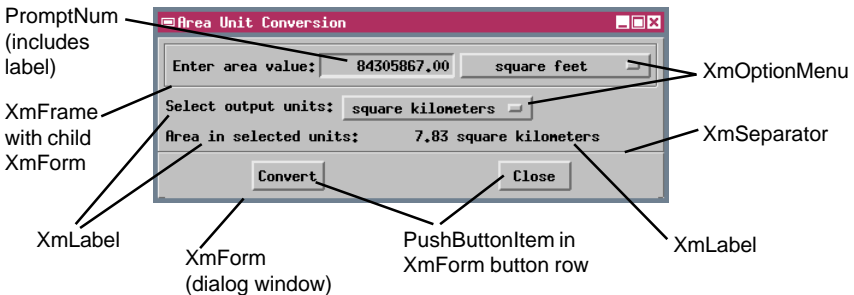 PromptNum
(includes
label)
XmFrame
with child
XmForm
XmLabel
Area Unit Conversion
Enter area value: 84305867.00 square feet
Select output units: square kilometers
Area in selected units: 7.83 square kilometers
Convert Close
XmOptionMenu
XmSeparator
XmForm
(dialog window)
PushButtonItem in
XmForm button row
XmLabel